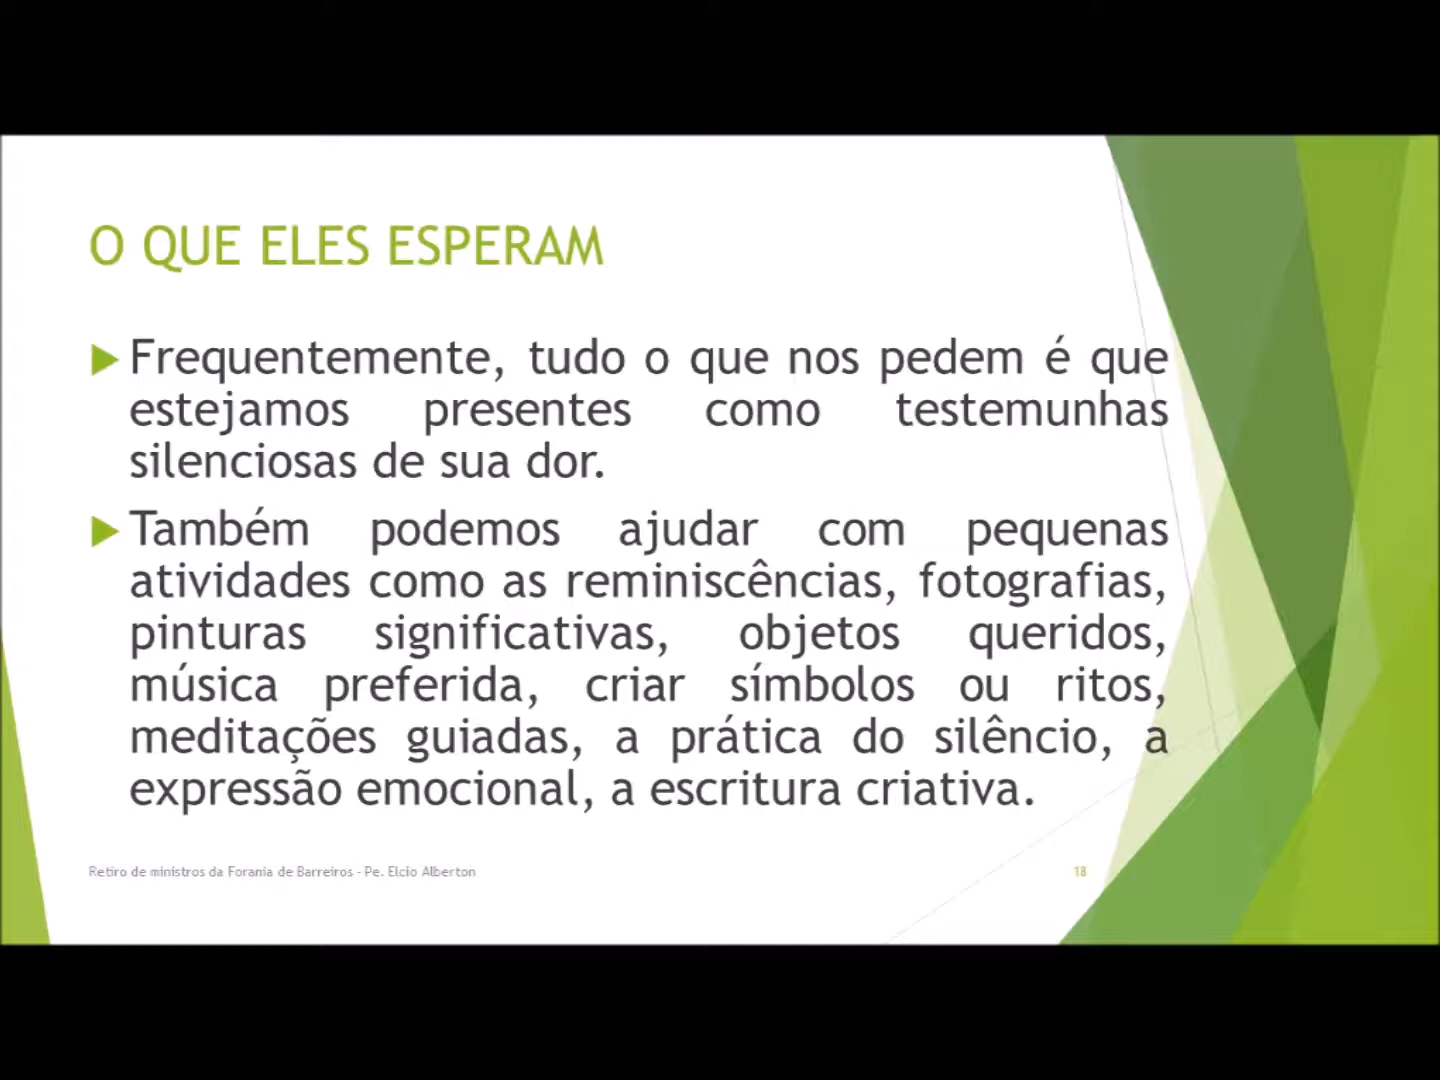 O QUE ELES ESPERAM
Frequentemente, tudo o que nos pedem é que
estejamos presentes como testemunhas
silenciosas de sua dor.
Também podemos ajudar com pequenas
atividades como as reminiscências, fotografias,
pinturas significativas, objetos queridos,
música preferida, criar símbolos ou ritos,
meditações guiadas, a prática do silêncio, a
expressão emocional, a escritura criativa.
Retiro de ministros da Forania de Barreiros - Pe. Elcio Alberton
18